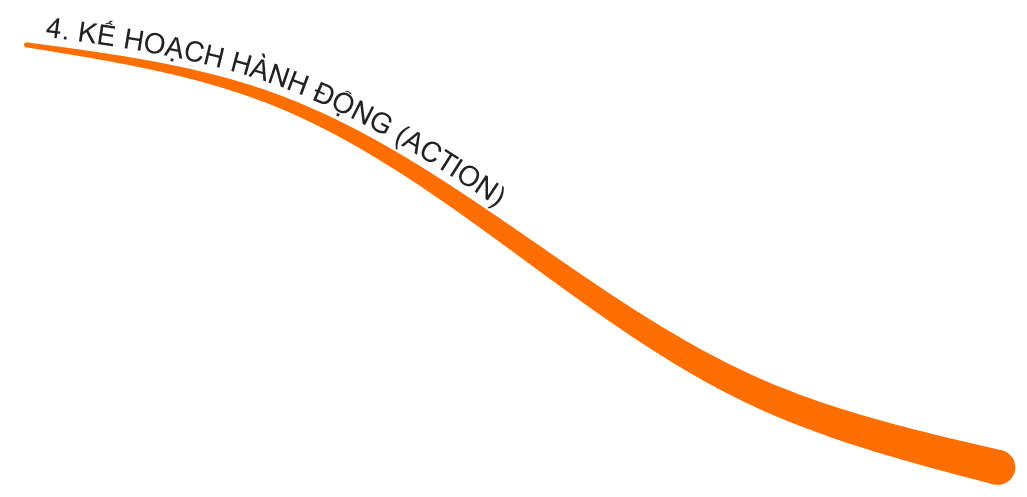 4. KẾ HOẠCH HÀNH ĐỘNG (ACTION)